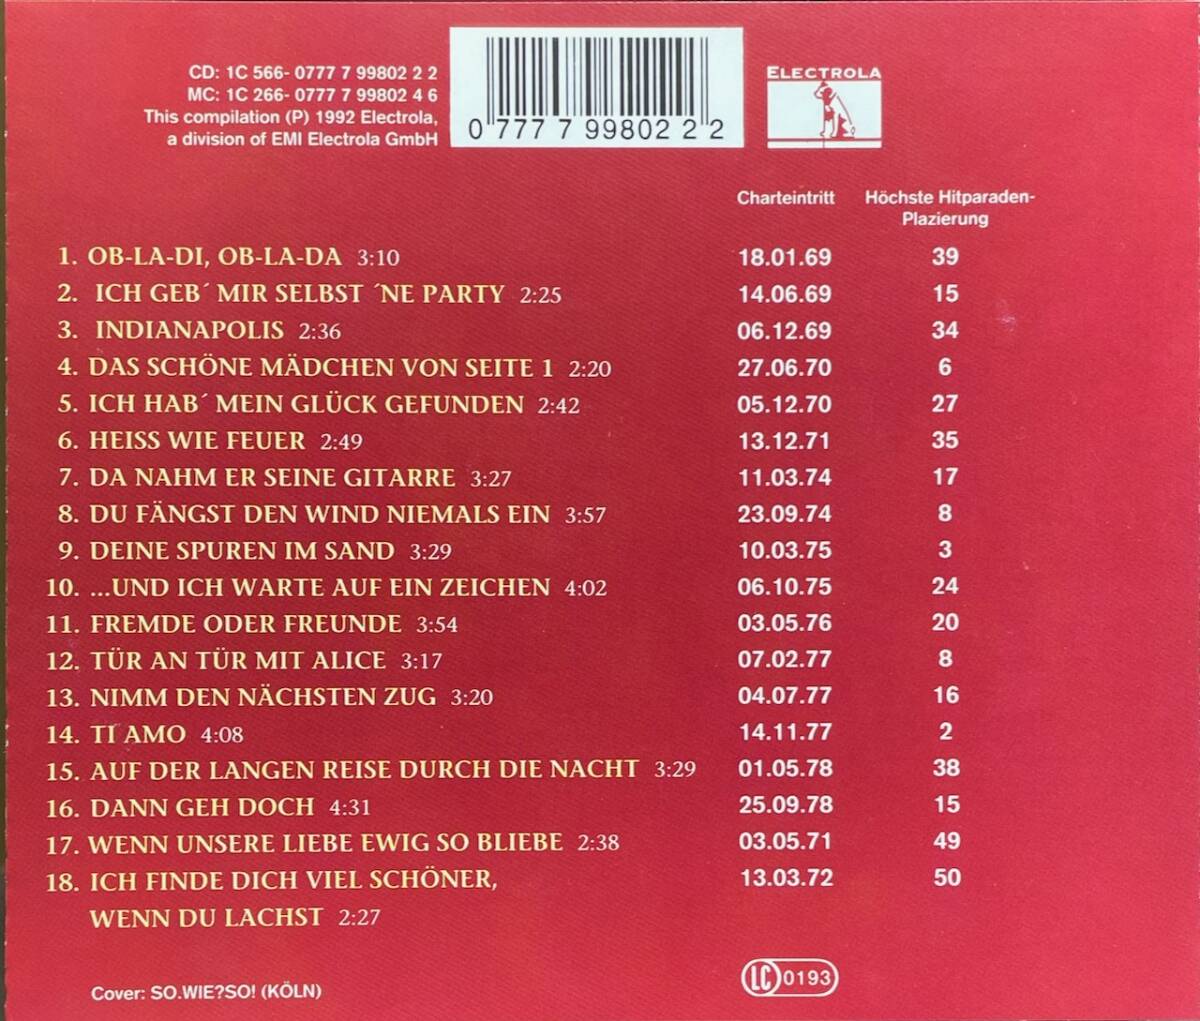 CD: 1C 566- 0777 7 99802 2 2
MC: 1C 266- 0777 7 99802 4 6
This compilation (P) 1992 Electrola,
a division of EMI Electrola GmbH
0 777 7 99802 2 2
ELECTROLA
Charteintritt Höchste Hitparaden-
Plazierung
1. OB-LA-DI, OB-LA-DA 3:10 18.01.69 39
2. ICH GEB´ MIR SELBST ´NE PARTY 2:25 14.06.69 15
3. INDIANAPOLIS 2:36 06.12.69 34
4. DAS SCHÖNE MÄDCHEN VON SEITE 1 2:20 27.06.70 6
5. ICH HAB´ MEIN GLÜCK GEFUNDEN 2:42 05.12.70 27
6. HEISS WIE FEUER 2:49 13.12.71 35
7. DA NAHM ER SEINE GITARRE 3:27 11.03.74 17
8. DU FÄNGST DEN WIND NIEMALS EIN 3:57 23.09.74 8
9. DEINE SPUREN IM SAND 3:29 10.03.75 3
10. ...UND ICH WARTE AUF EIN ZEICHEN 4:02 06.10.75 24
11. FREMDE ODER FREUNDE 3:54 03.05.76 20
12. TÜR AN TÜR MIT ALICE 3:17 07.02.77 8
13. NIMM DEN NÄCHSTEN ZUG 3:20 04.07.77 16
14. TI AMO 4:08 14.11.77 2
15. AUF DER LANGEN REISE DURCH DIE NACHT 3:29 01.05.78 38
16. DANN GEH DOCH 4:31 25.09.78 15
17. WENN UNSERE LIEBE EWIG SO BLIEBE 2:38 03.05.71 49
18. ICH FINDE DICH VIEL SCHÖNER, 13.03.72 50
WENN DU LACHST 2:27
Cover: SO.WIE?SO! (KÖLN)
LC 0193